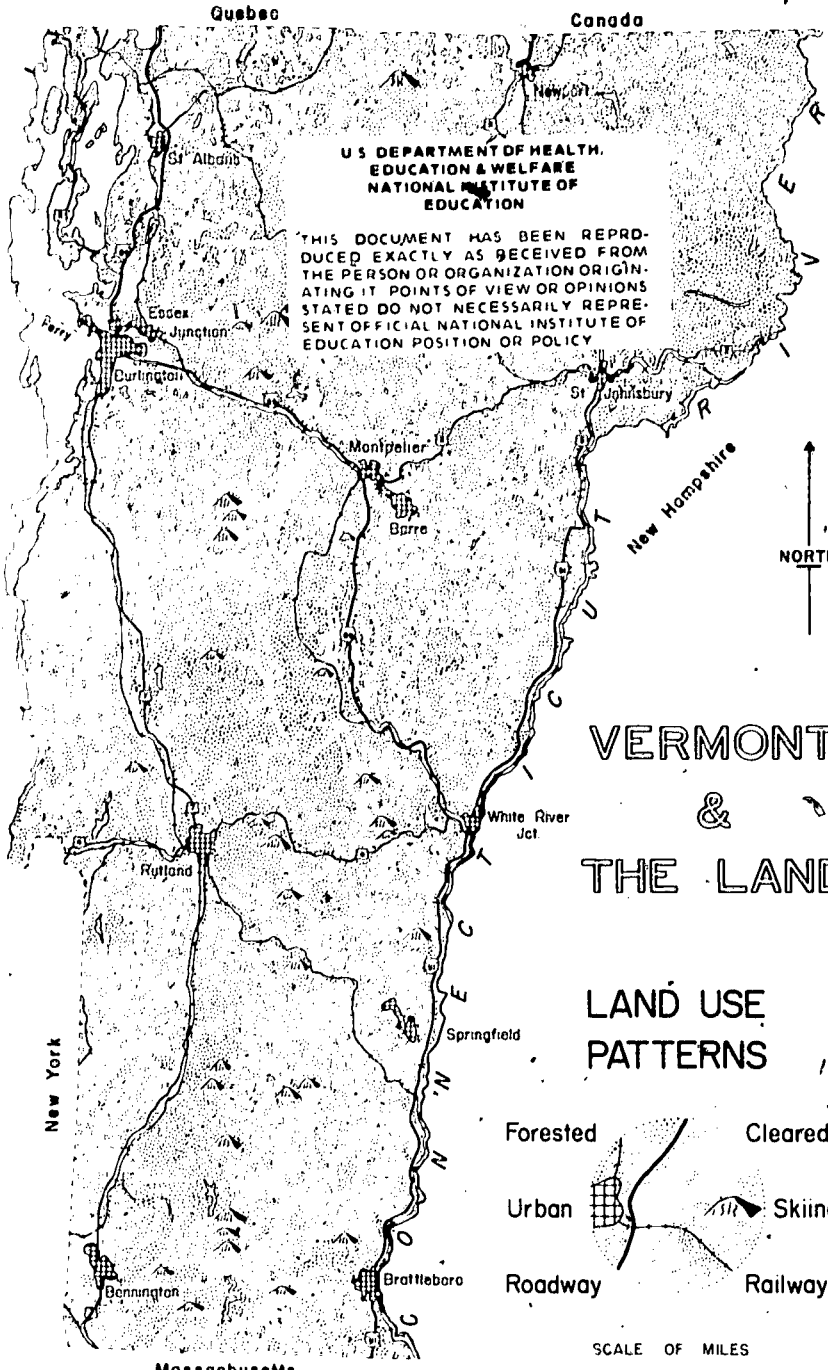 Quebec
Canada
Newport
St Albans
U S DEPARTMENT OF HEALTH,
EDUCATION & WELFARE
NATIONAL INSTITUTE OF
EDUCATION
THIS DOCUMENT HAS BEEN REPRO-
DUCED EXACTLY AS RECEIVED FROM
THE PERSON OR ORGANIZATION ORIGIN-
ATING IT POINTS OF VIEW OR OPINIONS
STATED DO NOT NECESSARILY REPRE-
SENT OFFICIAL NATIONAL INSTITUTE OF
EDUCATION POSITION OR POLICY
Ferry
Essex
Junction
Burlington
St Johnsbury
Montpelier
Barre
New Hampshire
NORTH
CONN. ECTICUT RIVER
VERMONT
&
THE LAND
White River
Jct.
Rutland
Springfield
LAND USE
PATTERNS
New York
Forested
Cleared
Urban
Skiin
Roadway
Railway
Bennington
Brattleboro
SCALE OF MILES